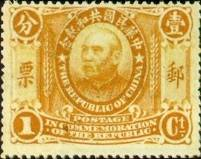 中華民國共和紀念
壹分
郵票
THE REPUBLIC OF CHINA
POSTAGE
IN COMMEMORATION
OF THE REPUBLIC
1 Ct.